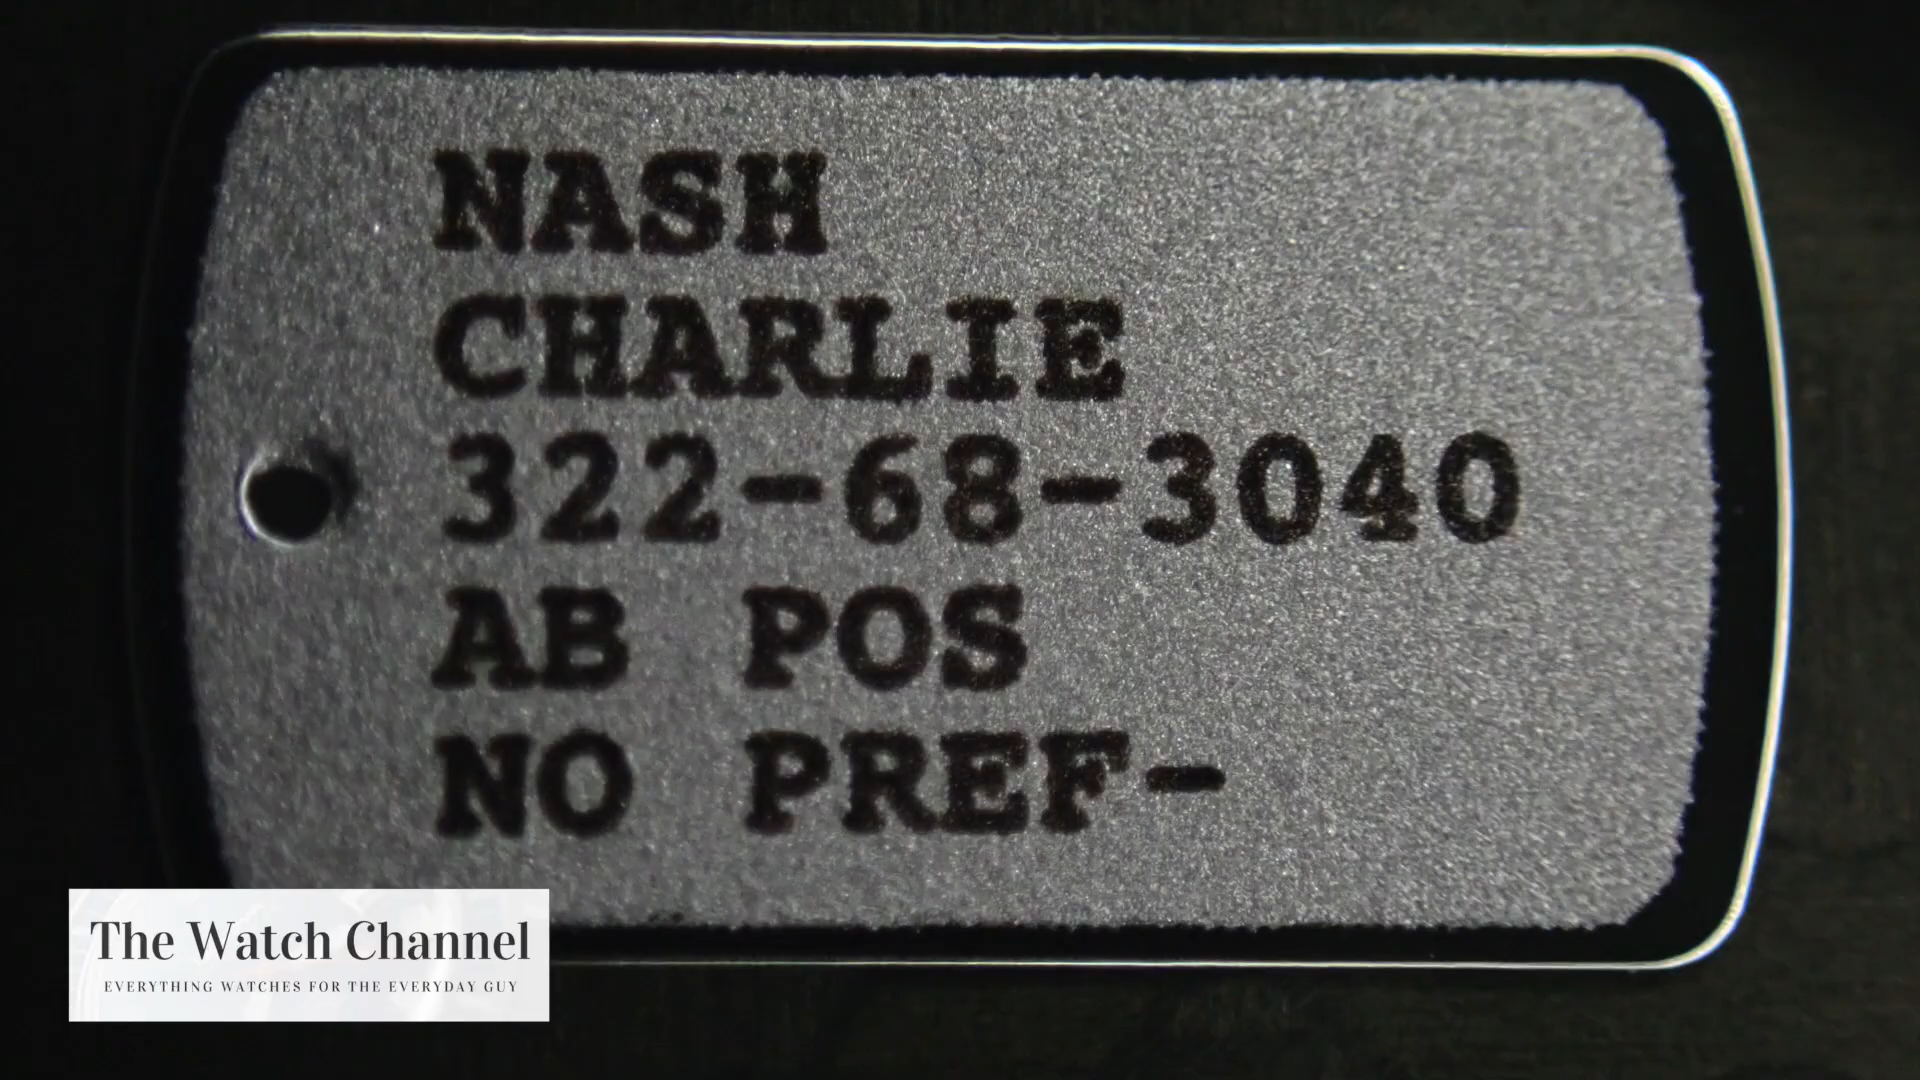 NASH
CHARLIE
322-68-3040
AB POS
NO PREF-
The Watch Channel
EVERYTHING WATCHES FOR THE EVERYDAY GUY